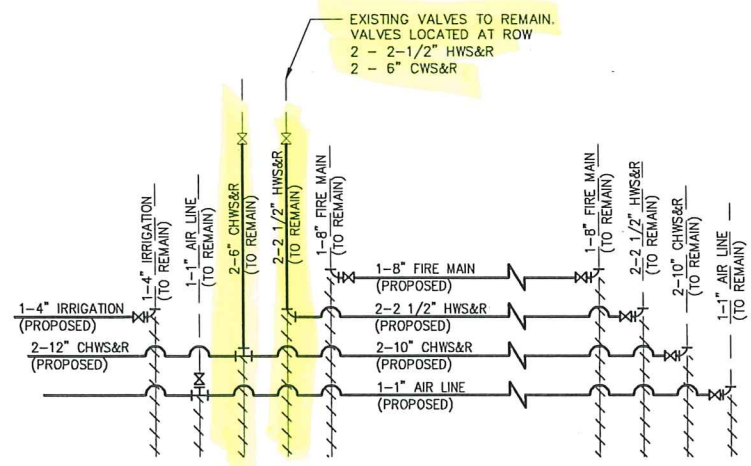 EXISTING VALVES TO REMAIN.
VALVES LOCATED AT ROW
2 - 2-1/2" HWS&R
2 - 6" CWS&R
1-4" IRRIGATION
(TO REMAIN)
1-1" AIR LINE
(TO REMAIN)
2-6" CHWS&R
(TO REMAIN)
2-2 1/2" HWS&R
(TO REMAIN)
1-8" FIRE MAIN
(TO REMAIN)
1-8" FIRE MAIN
(TO REMAIN)
2-2 1/2" HWS&R
(TO REMAIN)
2-10" CHWS&R
(TO REMAIN)
1-1" AIR LINE
(TO REMAIN)
1-8" FIRE MAIN
(PROPOSED)
1-4" IRRIGATION
(PROPOSED)
2-2 1/2" HWS&R
(PROPOSED)
2-12" CHWS&R
(PROPOSED)
2-10" CHWS&R
(PROPOSED)
1-1" AIR LINE
(PROPOSED)